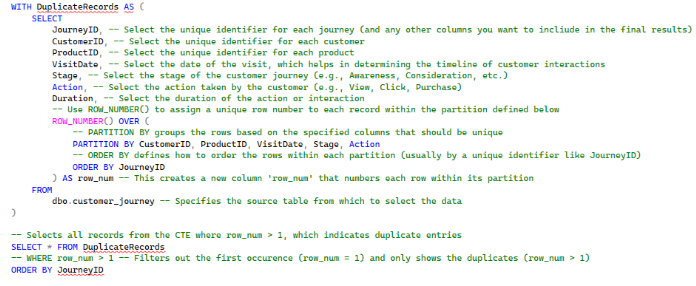 WITH DuplicateRecords AS (
SELECT
JourneyID, -- Select the unique identifier for each journey (and any other columns you want to include in the final results)
CustomerID, -- Select the unique identifier for each customer
ProductID, -- Select the unique identifier for each product
VisitDate, -- Select the date of the visit, which helps in determining the timeline of customer interactions
Stage, -- Select the stage of the customer journey (e.g., Awareness, Consideration, etc.)
Action, -- Select the action taken by the customer (e.g., View, Click, Purchase)
Duration, -- Select the duration of the action or interaction
-- Use ROW_NUMBER() to assign a unique row number to each record within the partition defined below
ROW_NUMBER() OVER (
-- PARTITION BY groups the rows based on the specified columns that should be unique
PARTITION BY CustomerID, ProductID, VisitDate, Stage, Action
-- ORDER BY defines how to order the rows within each partition (usually by a unique identifier like JourneyID)
ORDER BY JourneyID
) AS row_num -- This creates a new column 'row_num' that numbers each row within its partition
FROM
dbo.customer_journey -- Specifies the source table from which to select the data
)
-- Selects all records from the CTE where row_num > 1, which indicates duplicate entries
SELECT * FROM DuplicateRecords
-- WHERE row_num > 1 -- Filters out the first occurence (row_num = 1) and only shows the duplicates (row_num > 1)
ORDER BY JourneyID